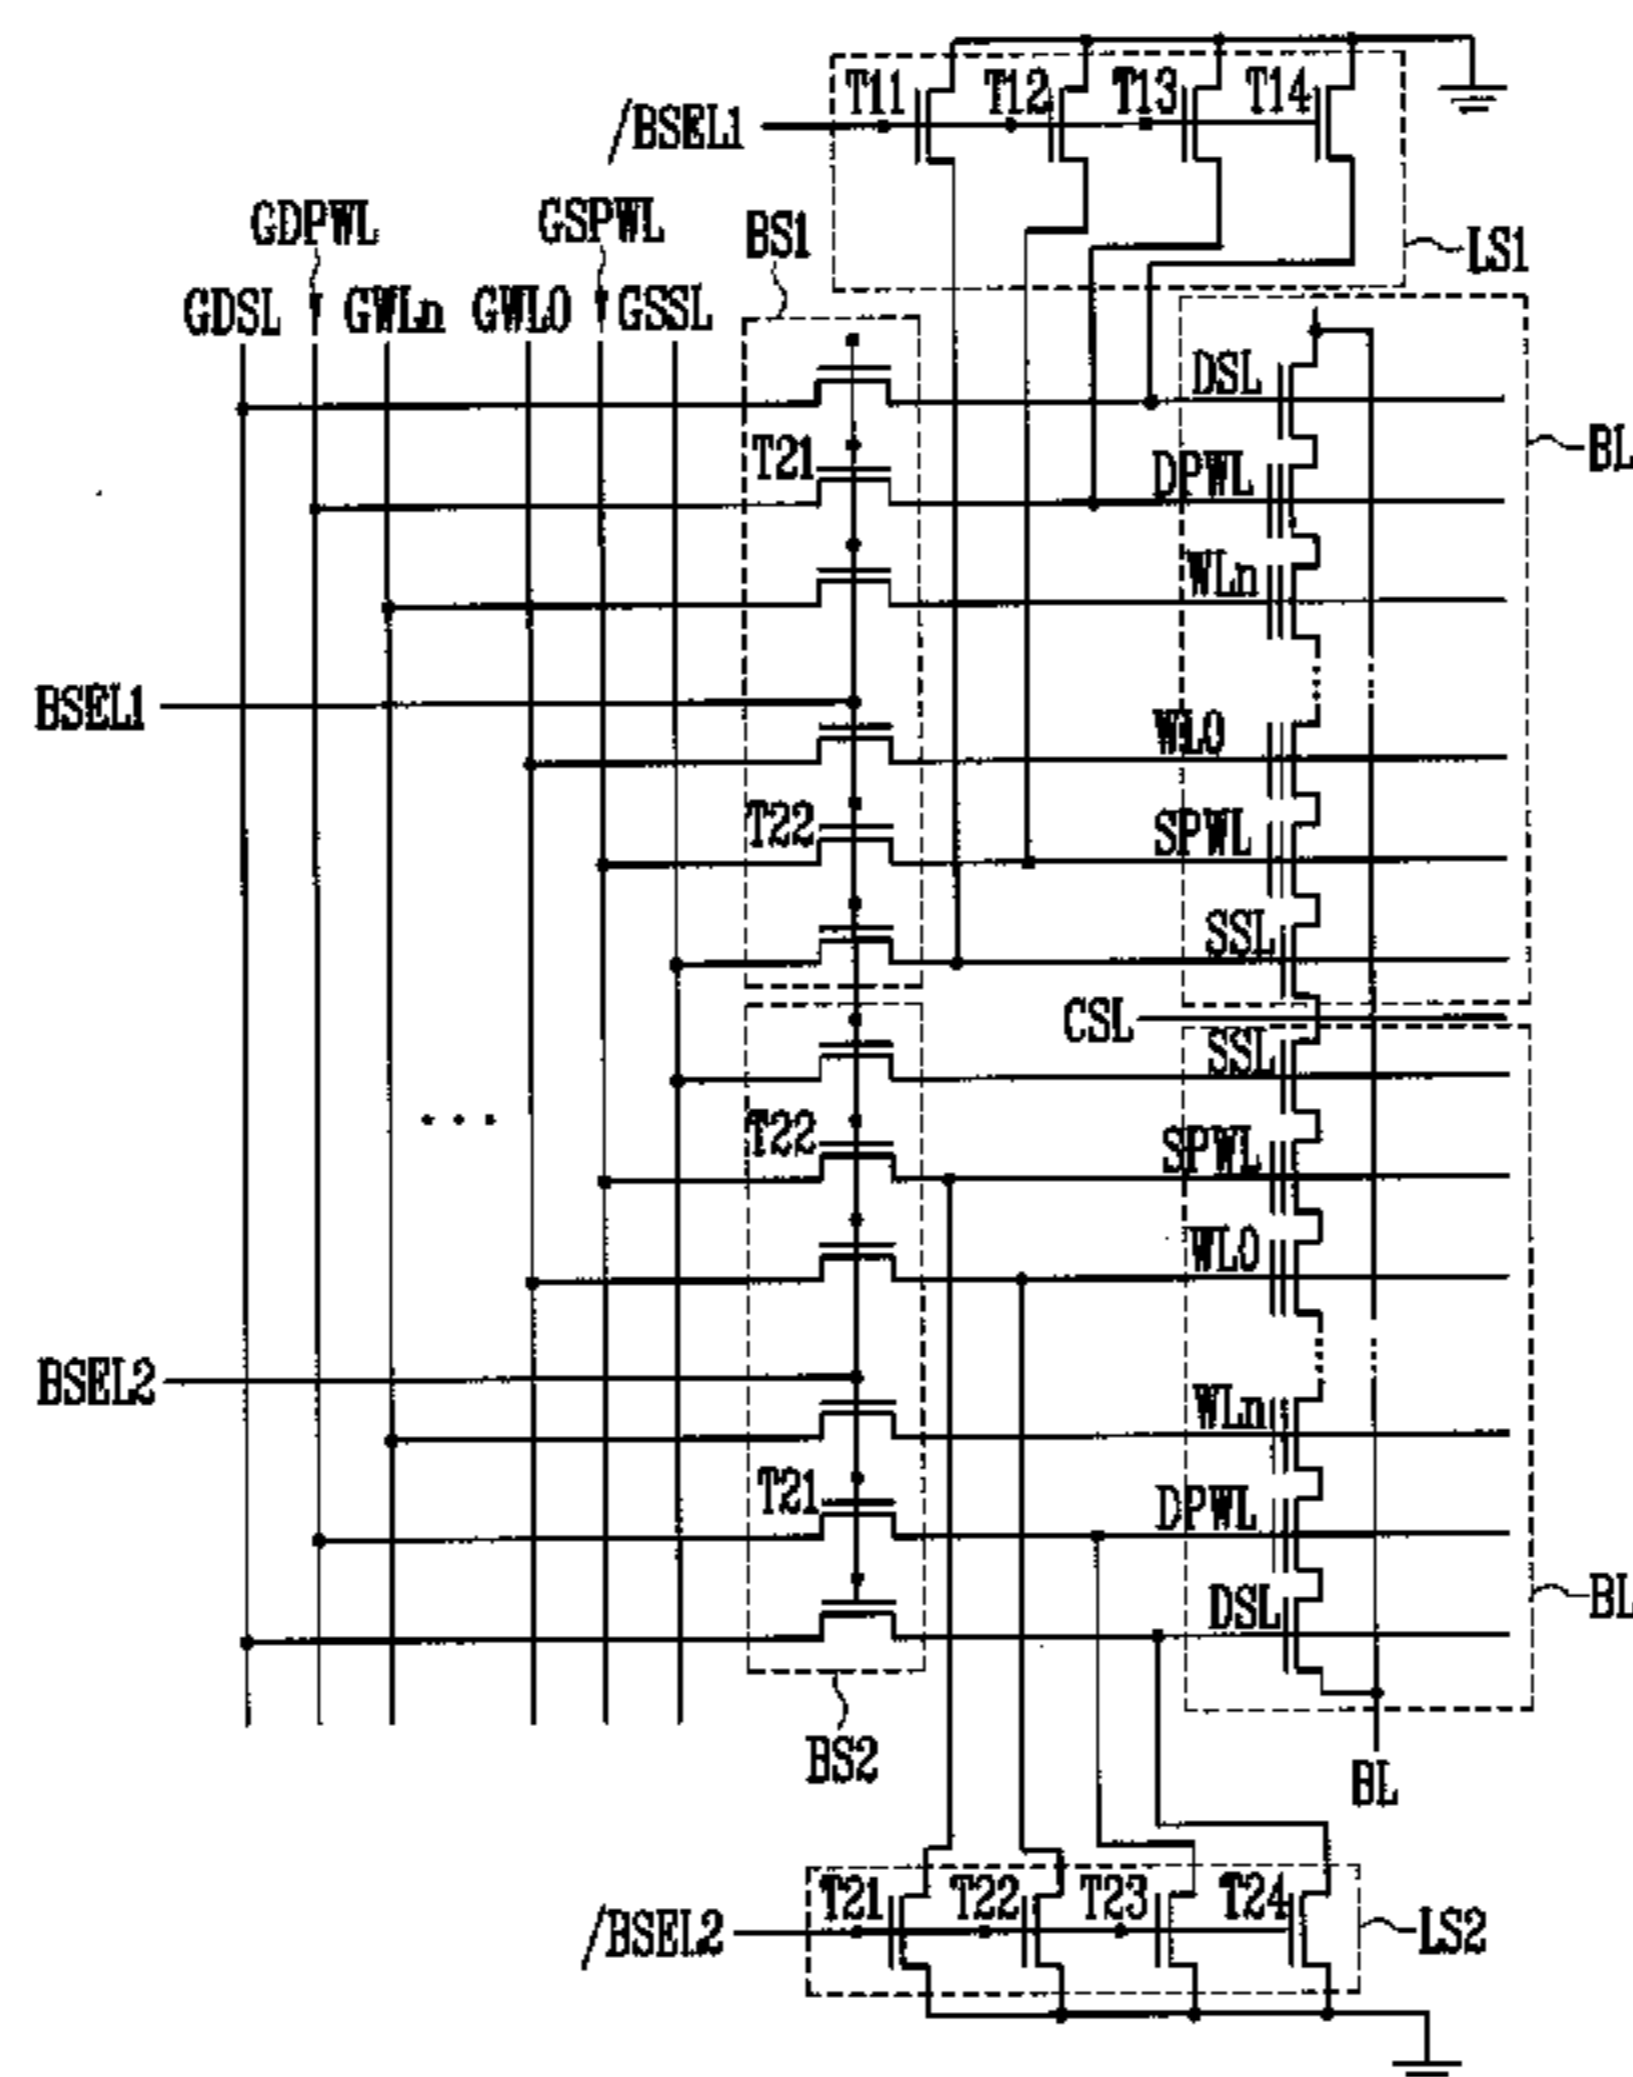 T11 T12 T13 T14
/BSEL1
GDPWL GSPWL BS1 LS1
GDSL GWLn GWL0 GSSL
DSL
BL
T21 DPWL
WLn
BSEL1
WL0
T22 SPWL
SSL
CSL
SSL
T22 SPWL
WL0
BSEL2
WLn
T21 DPWL
DSL
BL
BS2
BL
T21 T22 T23 T24
/BSEL2 LS2